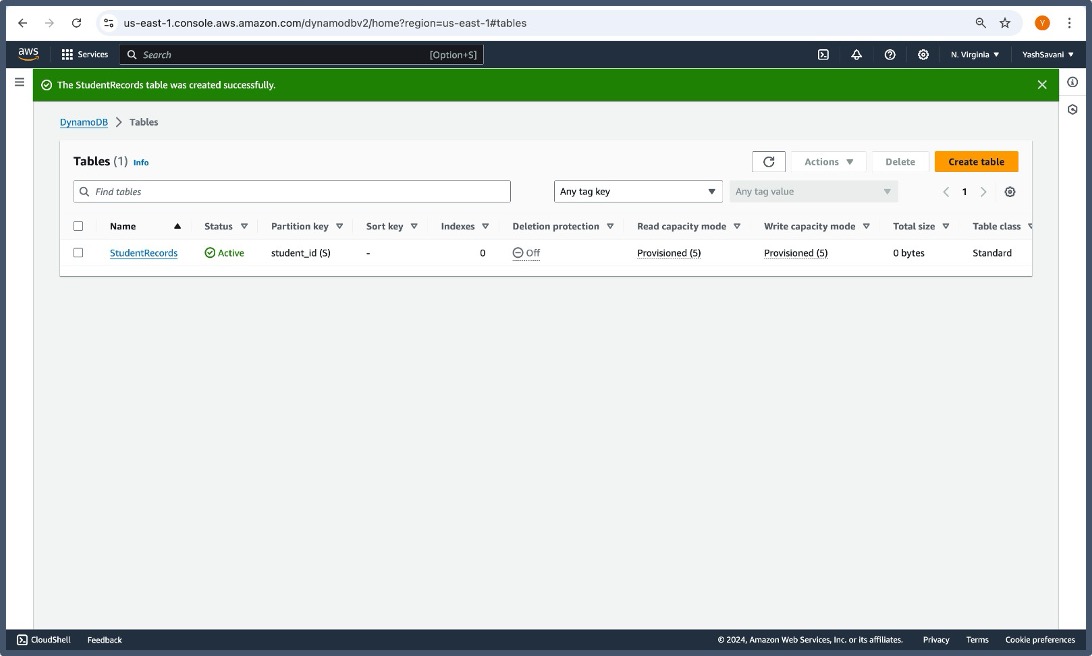 us-east-1.console.aws.amazon.com/dynamodbv2/home?region=us-east-1#tables
Y
aws Services Search [Option+S] N. Virginia YashSavani
The StudentRecords table was created successfully.
DynamoDB > Tables
Tables (1) Info Actions Delete Create table
Find tables Any tag key Any tag value 1
Name Status Partition key Sort key Indexes Deletion protection Read capacity mode Write capacity mode Total size Table class
StudentRecords Active student_id (S) - 0 Off Provisioned (5) Provisioned (5) 0 bytes Standard
CloudShell Feedback © 2024, Amazon Web Services, Inc. or its affiliates. Privacy Terms Cookie preferences